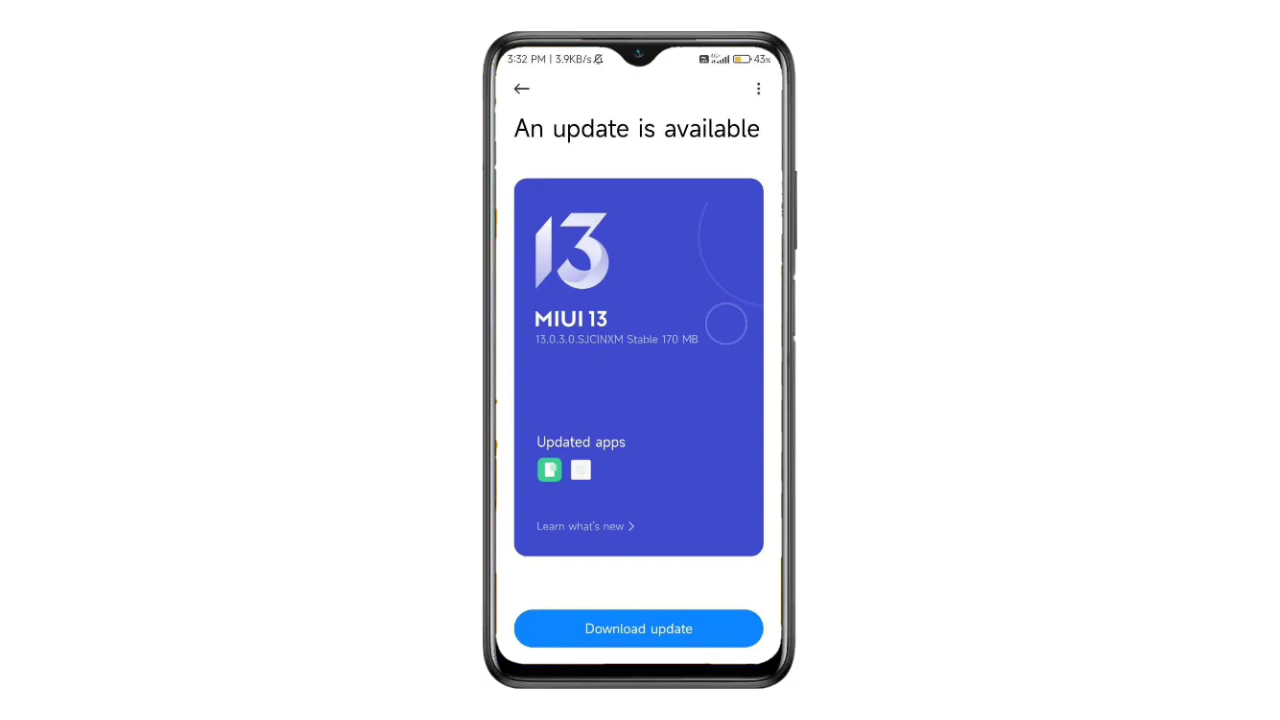 3:32 PM | 3.9KB/s 43%
An update is available
13
MIUI 13
13.0.3.0.SJCINXM Stable 170 MB
Updated apps
Learn what's new >
Download update